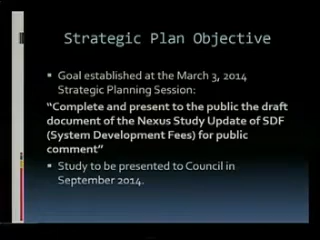 Strategic Plan Objective
▪ Goal established at the March 3, 2014
Strategic Planning Session:
“Complete and present to the public the draft
document of the Nexus Study Update of SDF
(System Development Fees) for public
comment”
▪ Study to be presented to Council in
September 2014.